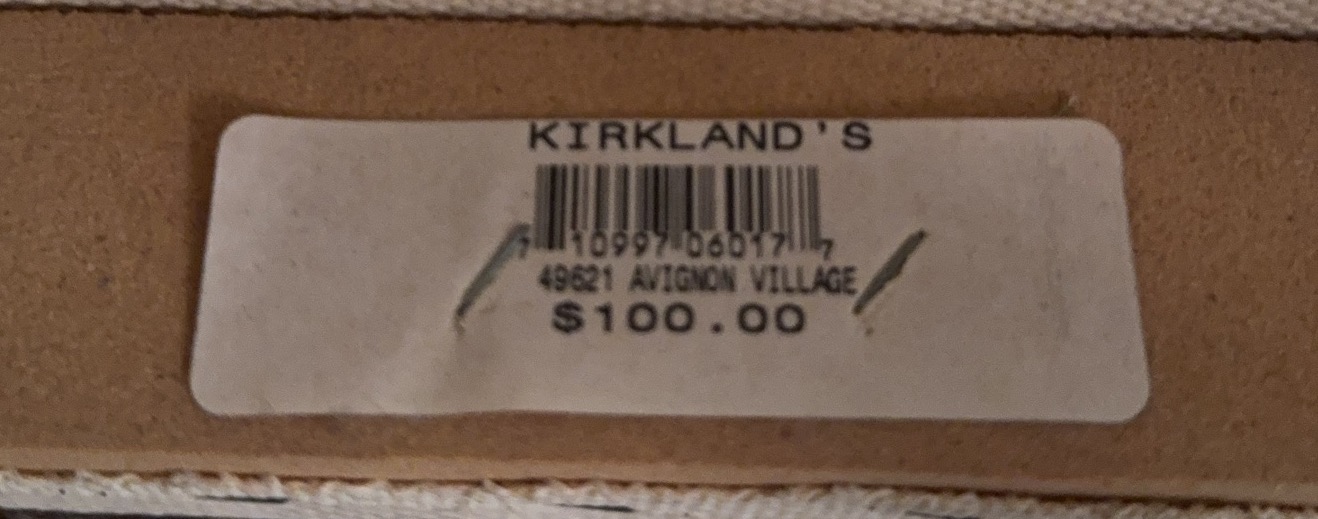 KIRKLAND'S
7 10997 06017 7
49621 AVIGNON VILLAGE
$100.00